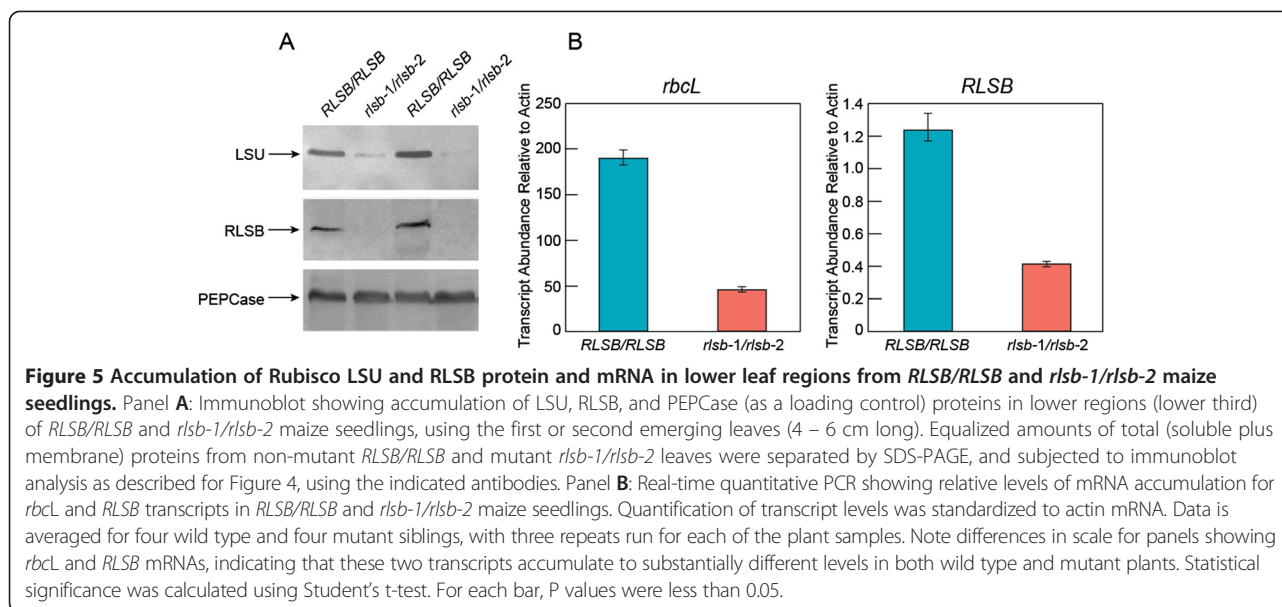 A
RLSB/RLSB
rlsb-1/rlsb-2
RLSB/RLSB
rlsb-1/rlsb-2
LSU
RLSB
PEPCase
B
rbcL
Transcript Abundance Relative to Actin
250
200
150
100
50
0
RLSB/RLSB
rlsb-1/rlsb-2
RLSB
Transcript Abundance Relative to Actin
1.4
1.2
1.0
0.8
0.6
0.4
0.2
0
RLSB/RLSB
rlsb-1/rlsb-2
Figure 5 Accumulation of Rubisco LSU and RLSB protein and mRNA in lower leaf regions from RLSB/RLSB and rlsb-1/rlsb-2 maize
seedlings. Panel A: Immunoblot showing accumulation of LSU, RLSB, and PEPCase (as a loading control) proteins in lower regions (lower third)
of RLSB/RLSB and rlsb-1/rlsb-2 maize seedlings, using the first or second emerging leaves (4 – 6 cm long). Equalized amounts of total (soluble plus
membrane) proteins from non-mutant RLSB/RLSB and mutant rlsb-1/rlsb-2 leaves were separated by SDS-PAGE, and subjected to immunoblot
analysis as described for Figure 4, using the indicated antibodies. Panel B: Real-time quantitative PCR showing relative levels of mRNA accumulation for
rbcL and RLSB transcripts in RLSB/RLSB and rlsb-1/rlsb-2 maize seedlings. Quantification of transcript levels was standardized to actin mRNA. Data is
averaged for four wild type and four mutant siblings, with three repeats run for each of the plant samples. Note differences in scale for panels showing
rbcL and RLSB mRNAs, indicating that these two transcripts accumulate to substantially different levels in both wild type and mutant plants. Statistical
significance was calculated using Student's t-test. For each bar, P values were less than 0.05.